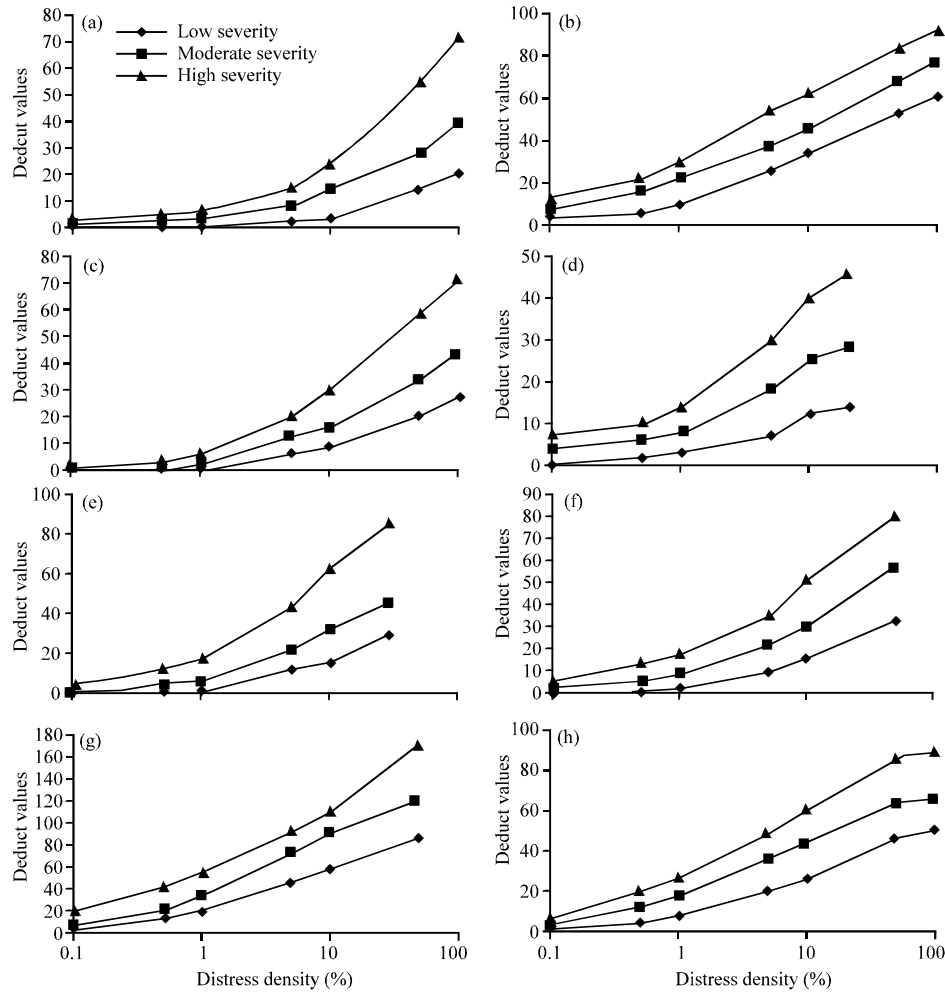 (a)
Low severity
Moderate severity
High severity
Dedcut values
80
70
60
50
40
30
20
10
0
(b)
Deduct values
100
80
60
40
20
0
(c)
Deduct values
80
70
60
50
40
30
20
10
0
(d)
Deduct values
50
40
30
20
10
0
(e)
Deduct values
100
80
60
40
20
0
(f)
Deduct values
90
80
70
60
50
40
30
20
10
0
(g)
Deduct values
180
160
140
120
100
80
60
40
20
0
0.1 1 10 100
Distress density (%)
(h)
Deduct values
100
80
60
40
20
0
0.1 1 10 100
Distress density (%)